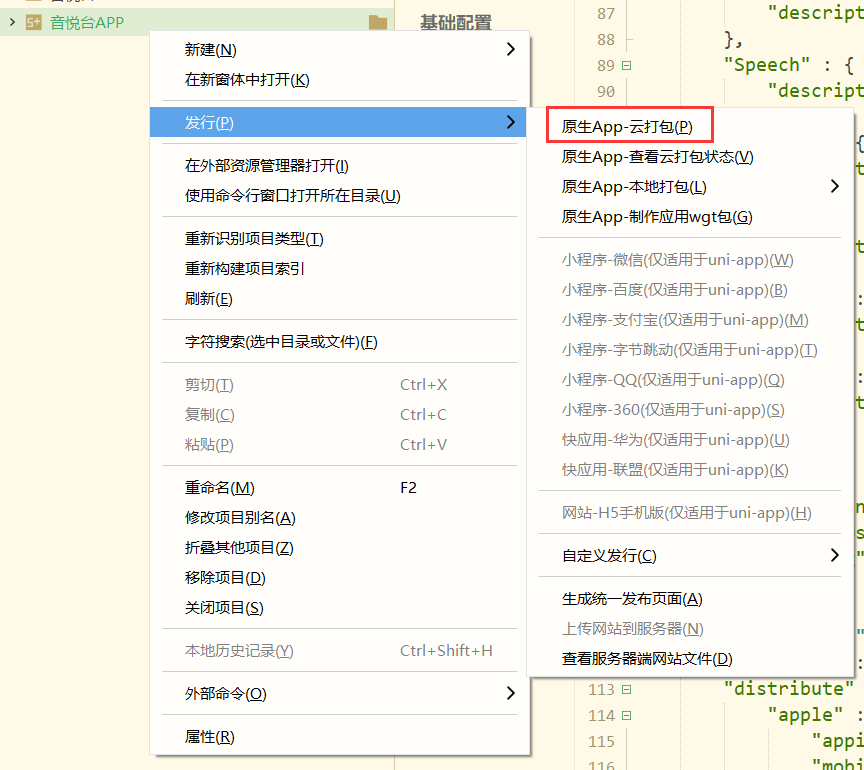 音悦台APP
基础配置
新建(N)
在新窗体中打开(K)
发行(P)
在外部资源管理器打开(I)
使用命令行窗口打开所在目录(U)
重新识别项目类型(T)
重新构建项目索引
刷新(E)
字符搜索(选中目录或文件)(F)
剪切(T) Ctrl+X
复制(C) Ctrl+C
粘贴(P) Ctrl+V
重命名(M) F2
修改项目别名(A)
折叠其他项目(Z)
移除项目(D)
关闭项目(S)
本地历史记录(Y) Ctrl+Shift+H
外部命令(O)
属性(R)
原生App-云打包(P)
原生App-查看云打包状态(V)
原生App-本地打包(L)
原生App-制作应用wgt包(G)
小程序-微信(仅适用于uni-app)(W)
小程序-百度(仅适用于uni-app)(B)
小程序-支付宝(仅适用于uni-app)(M)
小程序-字节跳动(仅适用于uni-app)(T)
小程序-QQ(仅适用于uni-app)(Q)
小程序-360(仅适用于uni-app)(S)
快应用-华为(仅适用于uni-app)(U)
快应用-联盟(仅适用于uni-app)(K)
网站-H5手机版(仅适用于uni-app)(H)
自定义发行(C)
生成统一发布页面(A)
上传网站到服务器(N)
查看服务器端网站文件(D)
87 "descript
88 },
89 "Speech" : {
90 "descript
113 "distribute"
114 "apple" :
115 "appi
116 "mobi